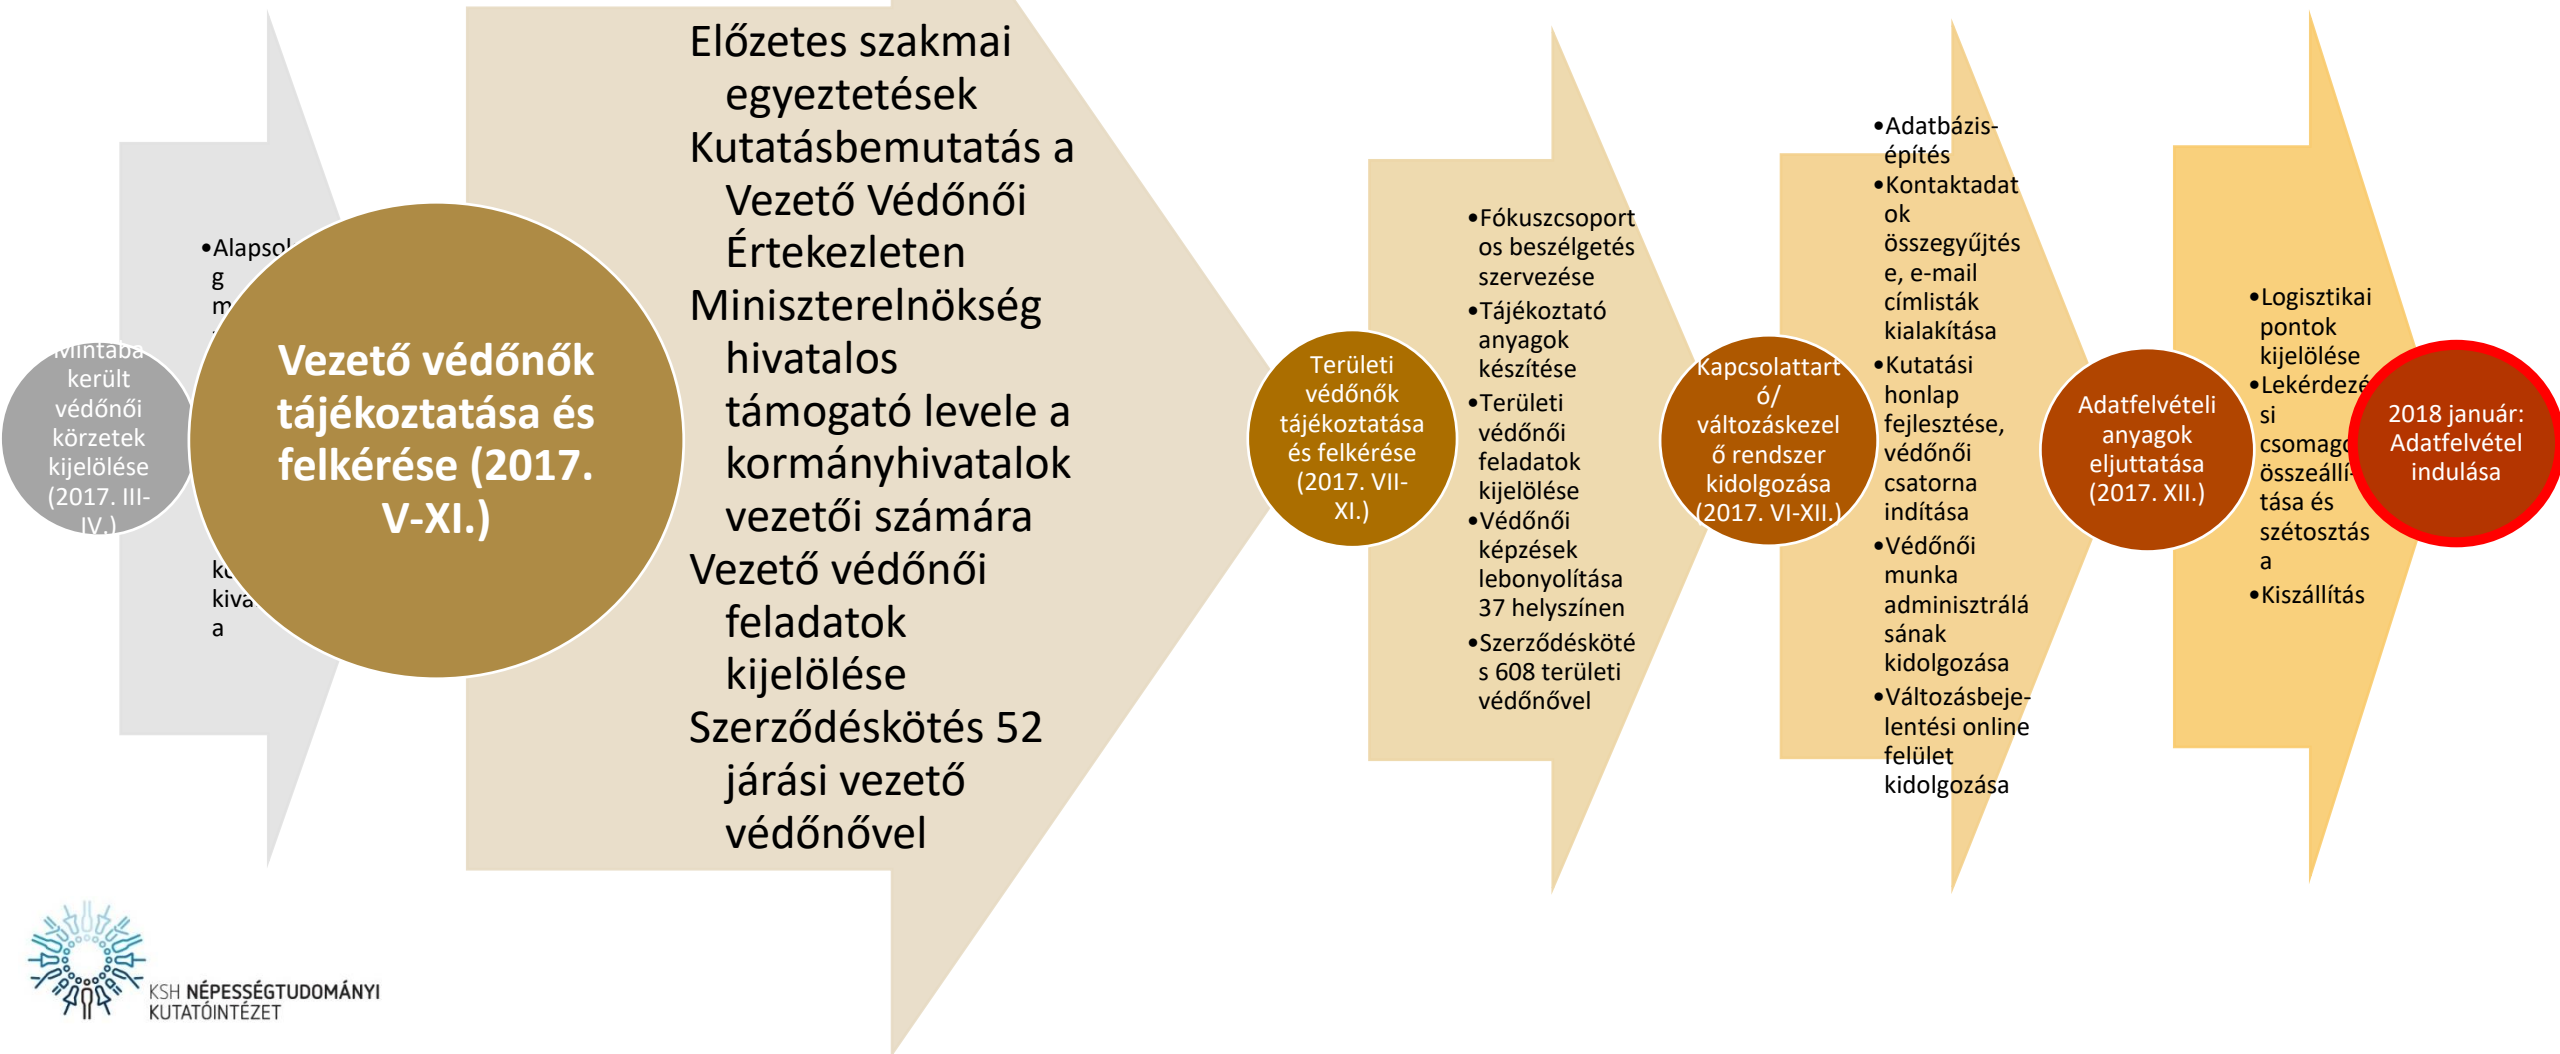 Mintába
került
védőnői
körzetek
kijelölése
(2017. III-
IV.)
Vezető védőnők
tájékoztatása és
felkérése (2017.
V-XI.)
Előzetes szakmai
egyeztetések
Kutatásbemutatás a
Vezető Védőnői
Értekezleten
Miniszterelnökség
hivatalos
támogató levele a
kormányhivatalok
vezetői számára
Vezető védőnői
feladatok
kijelölése
Szerződéskötés 52
járási vezető
védőnővel
Területi
védőnők
tájékoztatása
és felkérése
(2017. VII-
XI.)
•Fókuszcsoport
os beszélgetés
szervezése
•Tájékoztató
anyagok
készítése
•Területi
védőnői
feladatok
kijelölése
•Védőnői
képzések
lebonyolítása
37 helyszínen
•Szerződésköté
s 608 területi
védőnővel
Kapcsolattart
ó/
változáskezel
ő rendszer
kidolgozása
(2017. VI-XII.)
•Adatbázis-
építés
•Kontaktadat
ok
összegyűjtés
e, e-mail
címlisták
kialakítása
•Kutatási
honlap
fejlesztése,
védőnői
csatorna
indítása
•Védőnői
munka
adminisztrálá
sának
kidolgozása
•Változásbeje-
lentési online
felület
kidolgozása
Adatfelvételi
anyagok
eljuttatása
(2017. XII.)
•Logisztikai
pontok
kijelölése
•Lekérdezé
si
összeállí-
tása és
szétosztás
a
•Kiszállítás
2018 január:
Adatfelvétel
indulása
KSH NÉPESSÉGTUDOMÁNYI
KUTATÓINTÉZET